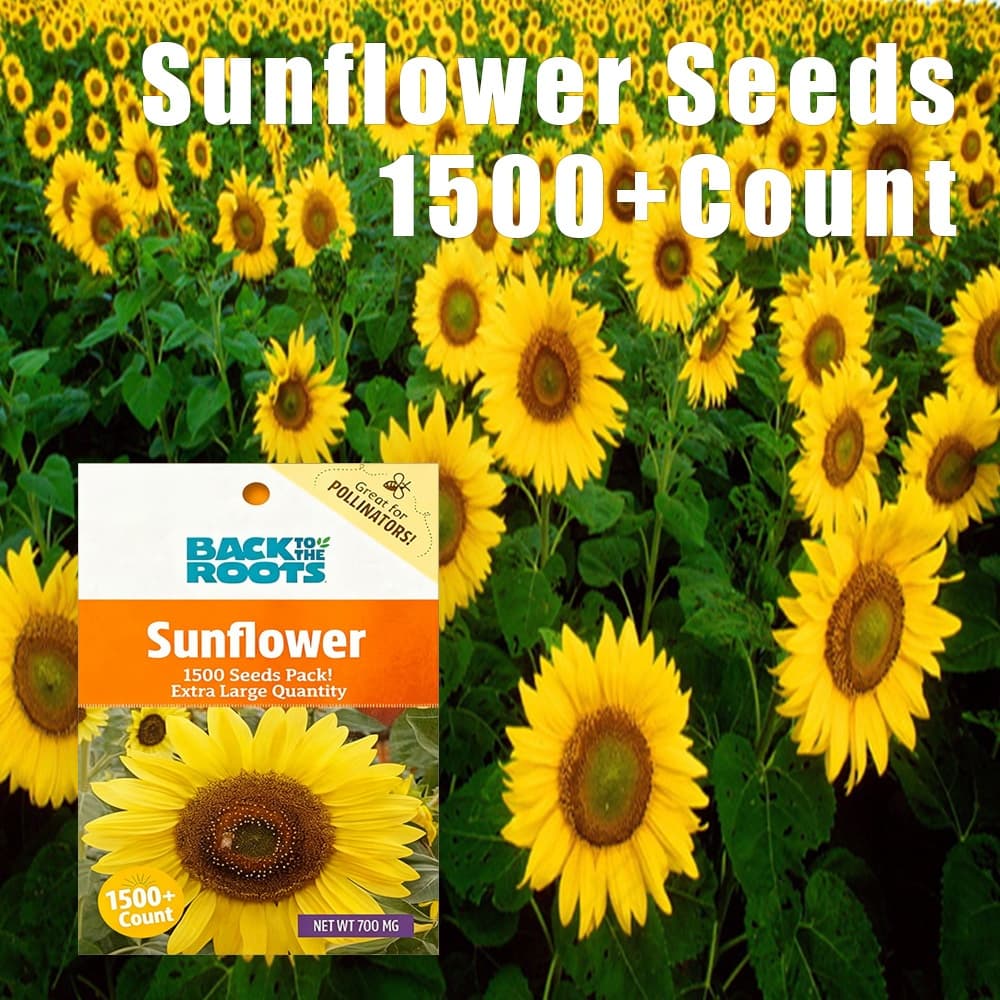 Sunflower Seeds
1500+Count
Great for
POLLINATORS!
BACK TO THE
ROOTS
Sunflower
1500 Seeds Pack!
Extra Large Quantity
1500+
Count
NET WT 700 MG